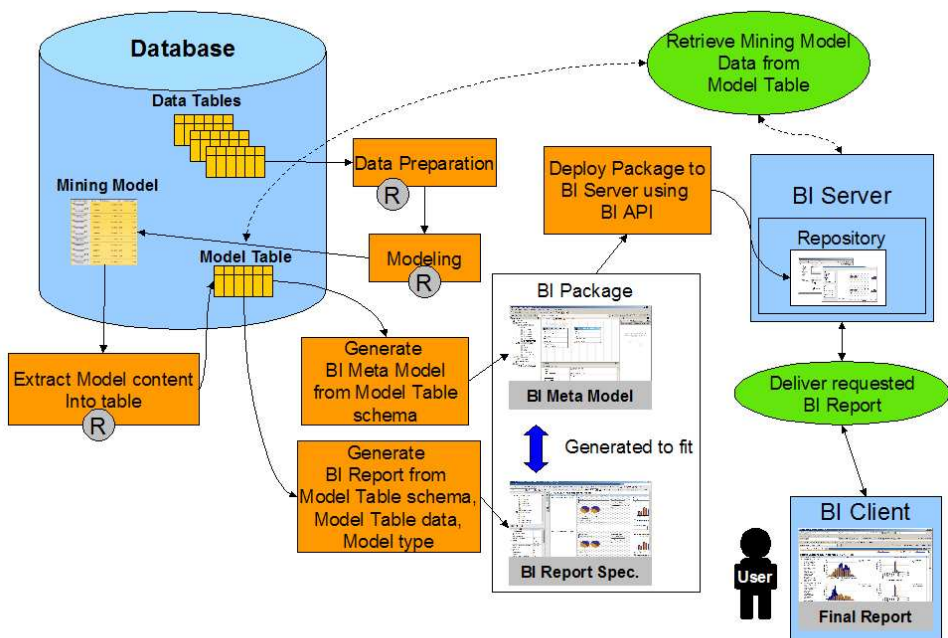 Database
Data Tables
Mining Model
Model Table
Data Preparation
R
Modeling
R
Extract Model content
Into table
R
Generate
BI Meta Model
from Model Table
schema
Generate
BI Report from
Model Table schema,
Model Table data,
Model type
BI Package
BI Meta Model
Generated to fit
BI Report Spec.
Deploy Package to
BI Server using
BI API
Retrieve Mining Model
Data from
Model Table
BI Server
Repository
Deliver requested
BI Report
BI Client
Final Report
User